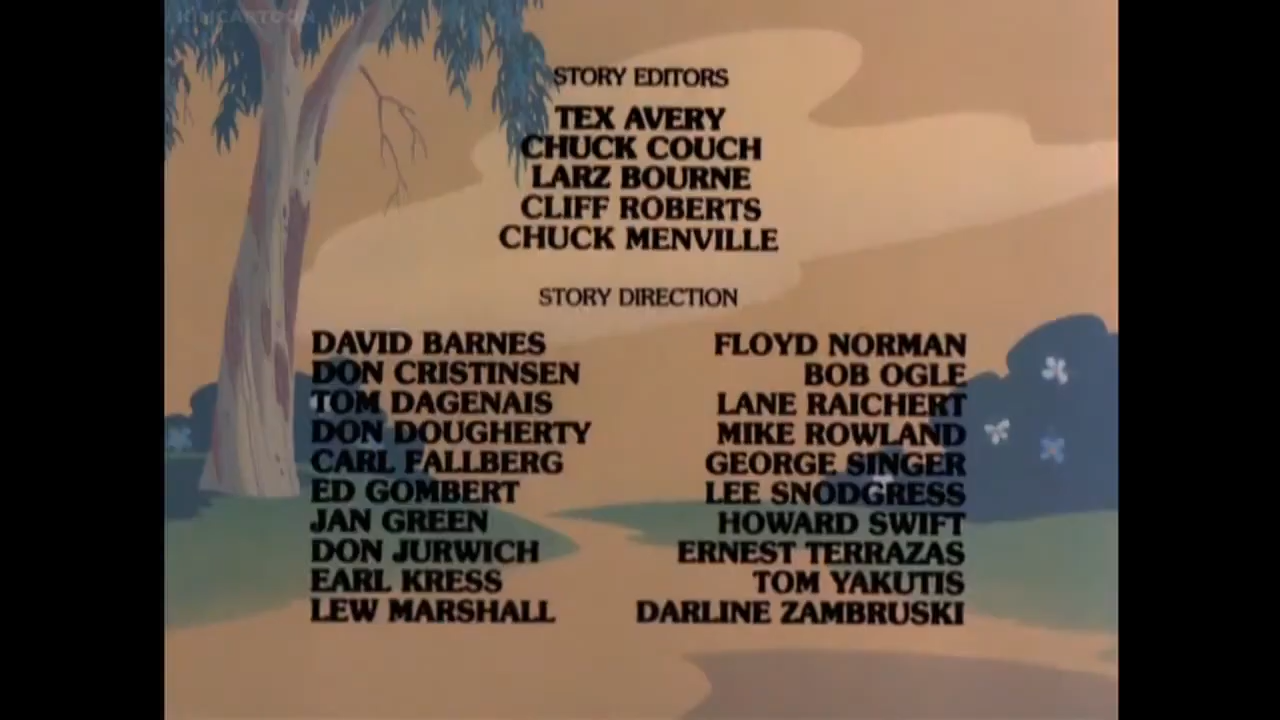 KIMCARTOON
STORY EDITORS
TEX AVERY
CHUCK COUCH
LARZ BOURNE
CLIFF ROBERTS
CHUCK MENVILLE
STORY DIRECTION
DAVID BARNES
DON CRISTINSEN
TOM DAGENAIS
DON DOUGHERTY
CARL FALLBERG
ED GOMBERT
JAN GREEN
DON JURWICH
EARL KRESS
LEW MARSHALL
FLOYD NORMAN
BOB OGLE
LANE RAICHERT
MIKE ROWLAND
GEORGE SINGER
LEE SNODGRESS
HOWARD SWIFT
ERNEST TERRAZAS
TOM YAKUTIS
DARLINE ZAMBRUSKI